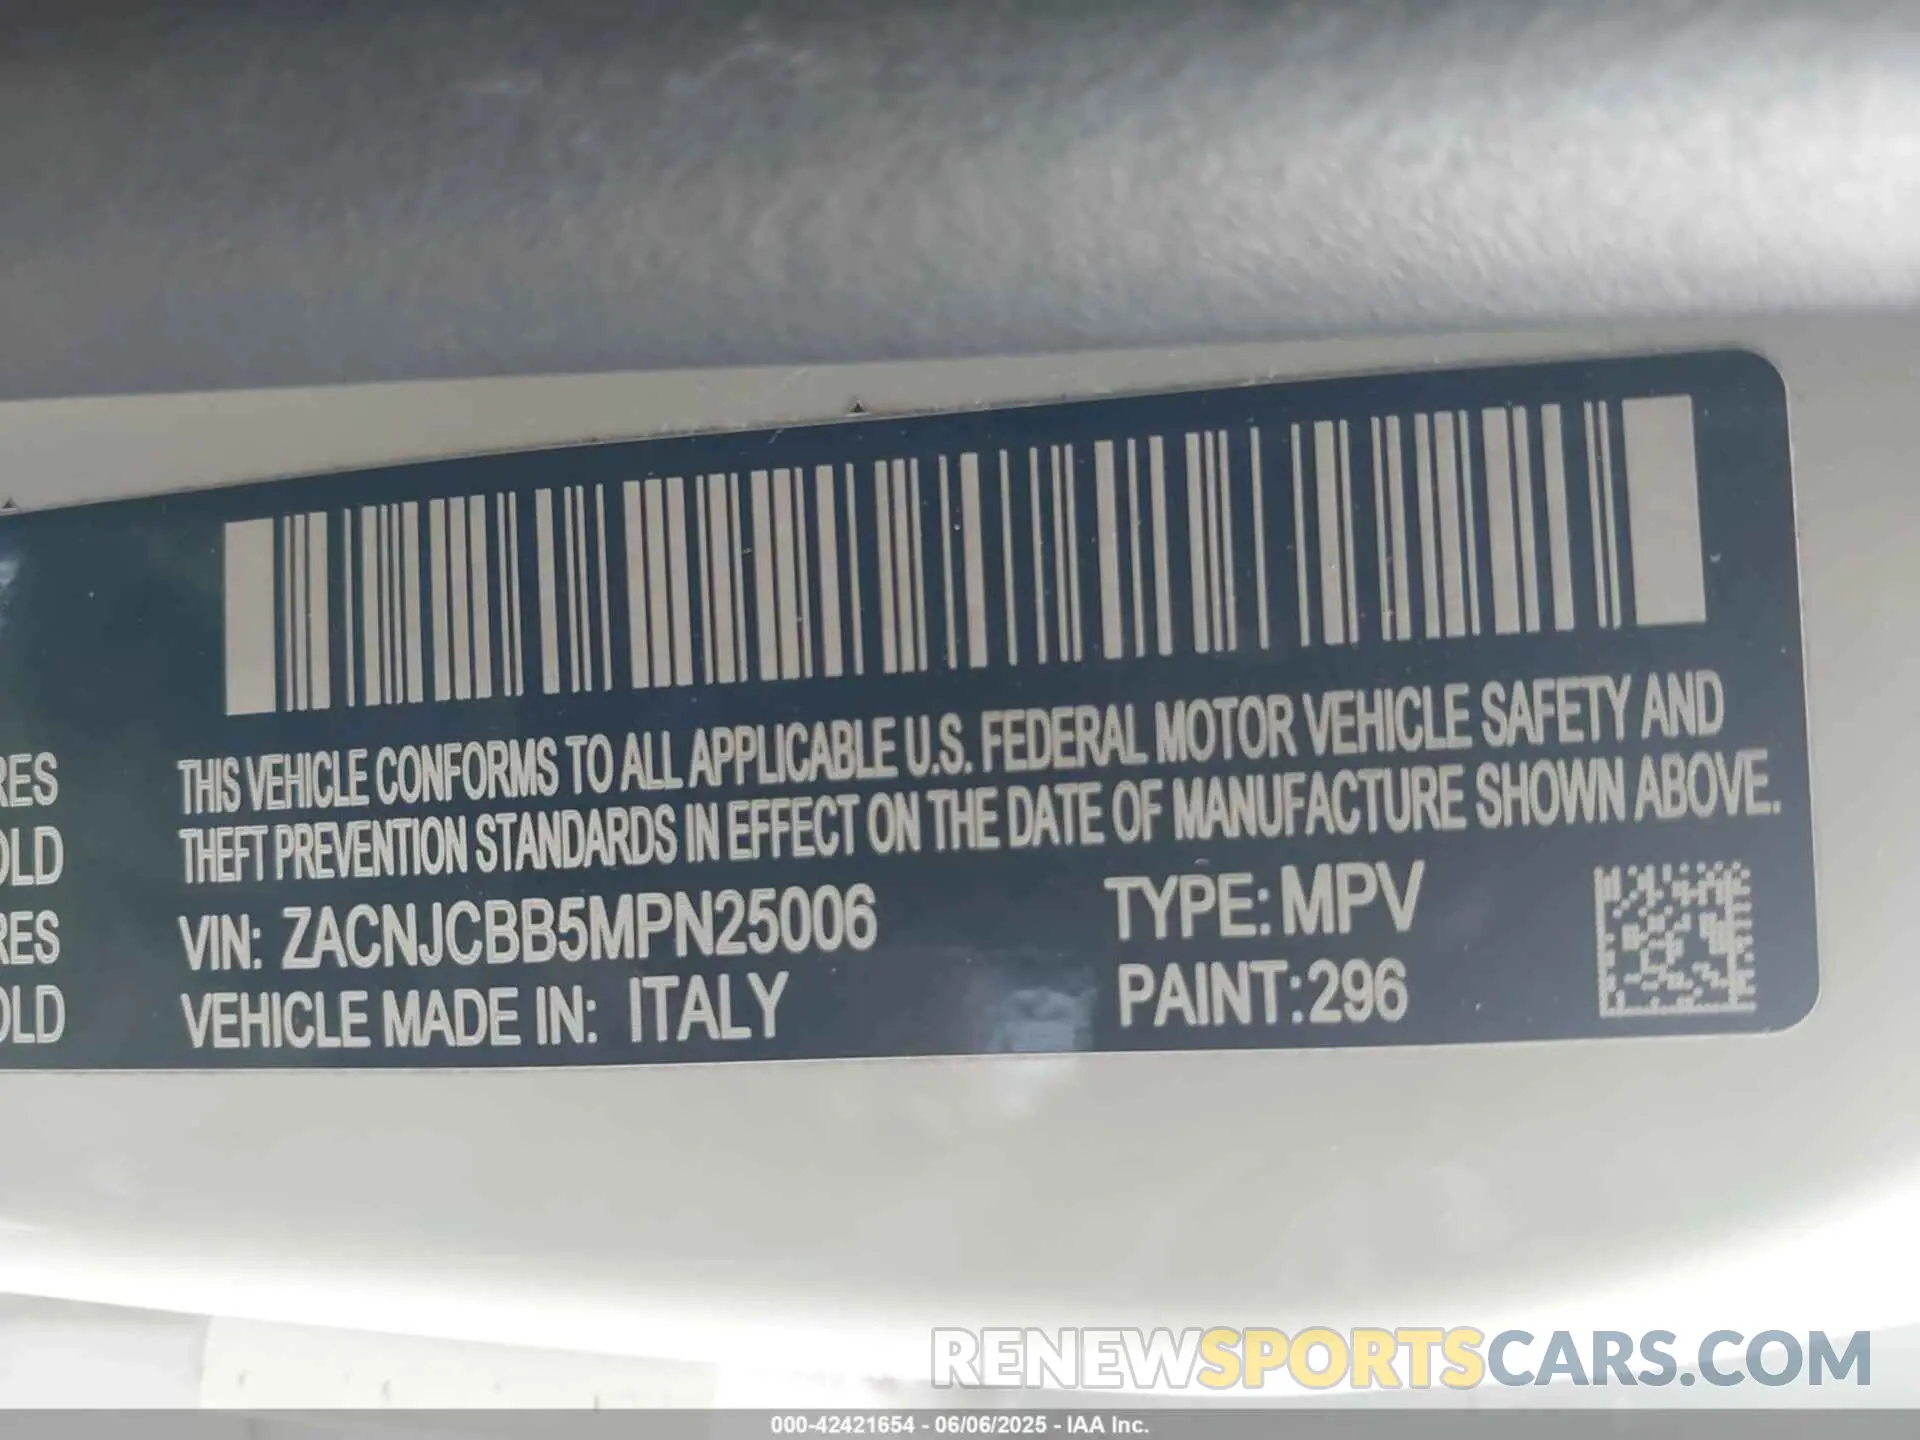 RES
OLD
RES
OLD
THIS VEHICLE CONFORMS TO ALL APPLICABLE U.S. FEDERAL MOTOR VEHICLE SAFETY AND
THEFT PREVENTION STANDARDS IN EFFECT ON THE DATE OF MANUFACTURE SHOWN ABOVE.
VIN: ZACNJCBB5MPN25006 TYPE: MPV
VEHICLE MADE IN: ITALY PAINT: 296
RENEWSPORTSCARS.COM
000-42421654 - 06/06/2025 - IAA Inc.